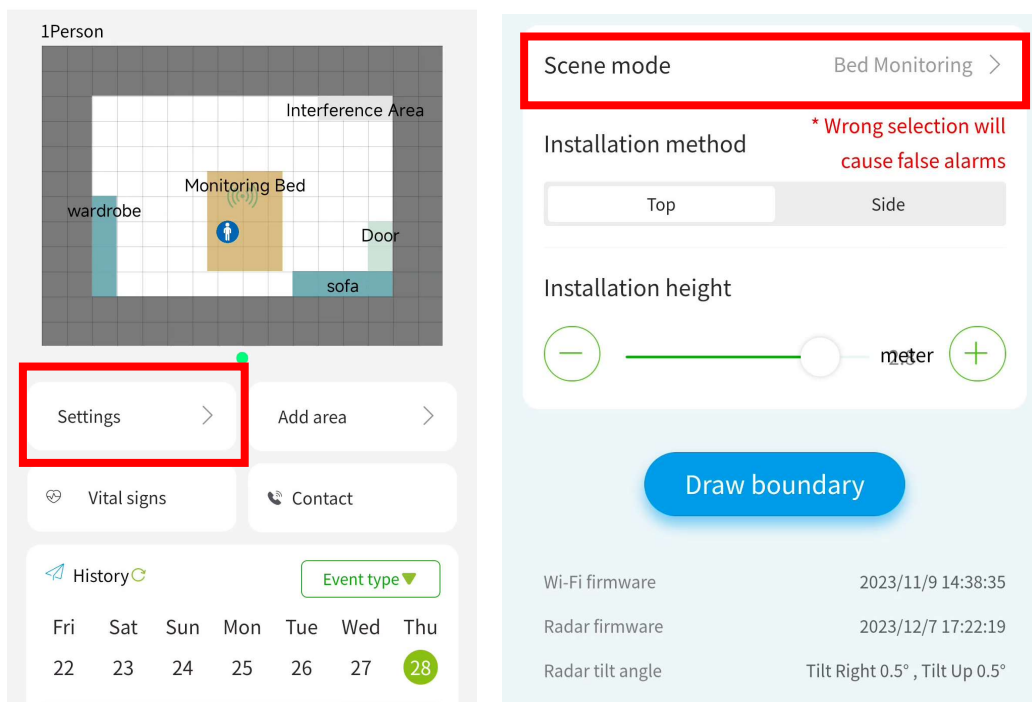 1Person
Interference Area
Monitoring Bed
wardrobe
Door
sofa
Settings
Add area
Vital signs
Contact
History
Event type
Fri Sat Sun Mon Tue Wed Thu
22 23 24 25 26 27 28
Scene mode
Bed Monitoring
Installation method
* Wrong selection will
cause false alarms
Top
Side
Installation height
meter
Draw boundary
Wi-Fi firmware
2023/11/9 14:38:35
Radar firmware
2023/12/7 17:22:19
Radar tilt angle
Tilt Right 0.5° , Tilt Up 0.5°